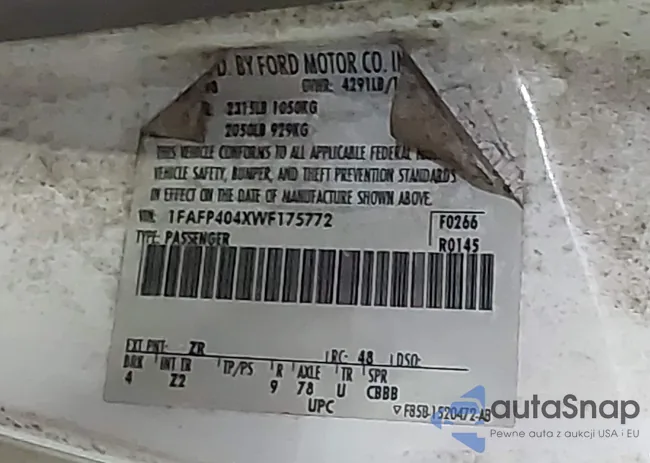 D. BY FORD MOTOR CO. IN
GVWR: 4291LB/1
2315LB 1050KG
2050LB 929KG
THIS VEHICLE CONFORMS TO ALL APPLICABLE FEDERAL
VEHICLE SAFETY, BUMPER, AND THEFT PREVENTION STANDARDS
IN EFFECT ON THE DATE OF MANUFACTURE SHOWN ABOVE.
VIN: 1FAFP404XWF175772 F0266
TYPE: PASSENGER R0145
EXT PNT: ZR RC: 48 DSO:
BRK INT TR TP/PS R AXLE TR SPR
4 Z2 9 78 U CBBB
UPC ▽F85B-1520472-AB
autaSnap
Pewne auta z aukcji USA i EU